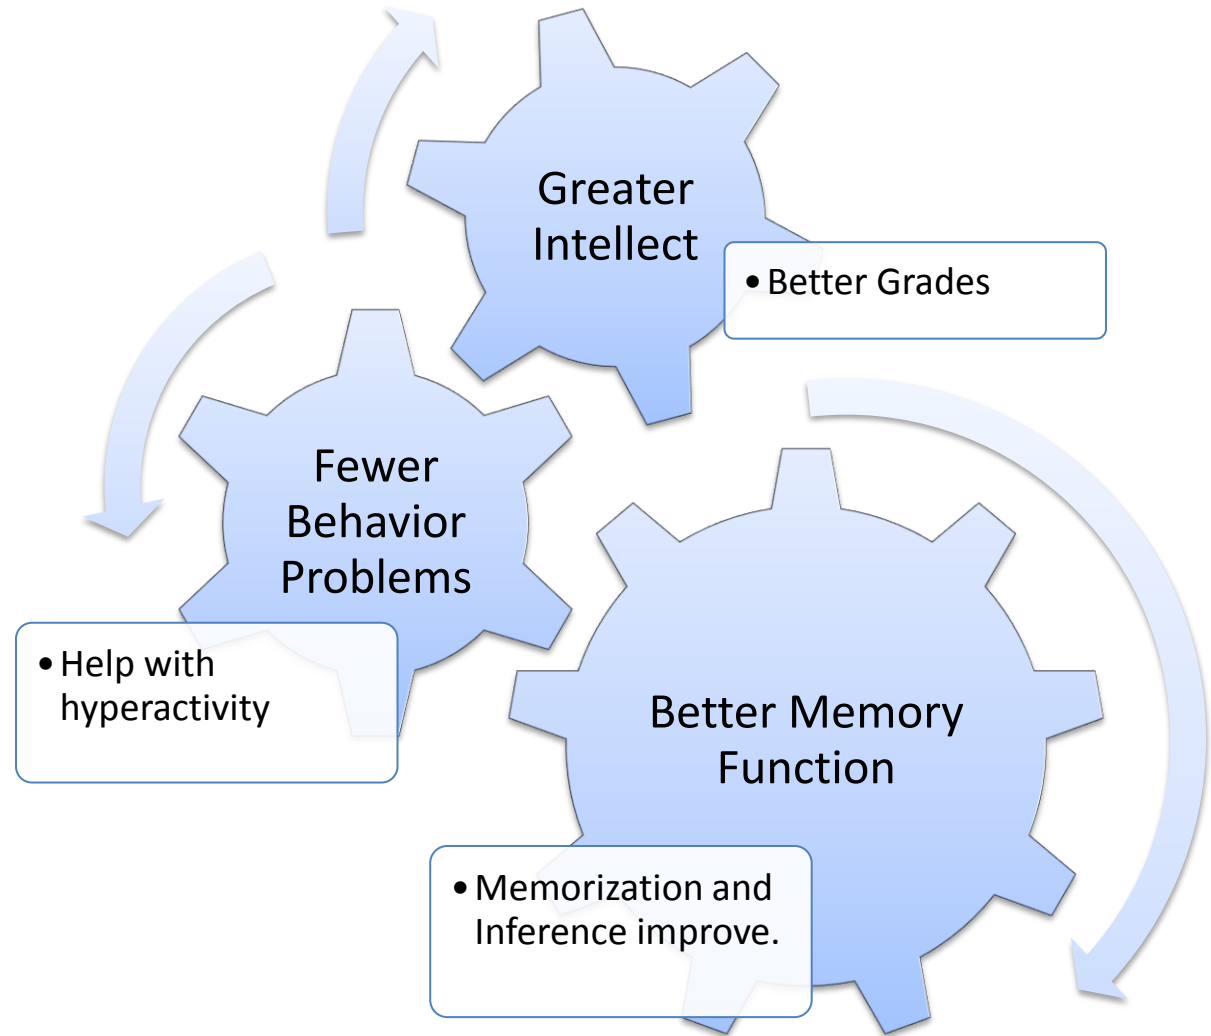 Greater
Intellect
• Better Grades
Fewer
Behavior
Problems
• Help with
hyperactivity
Better Memory
Function
• Memorization and
Inference improve.